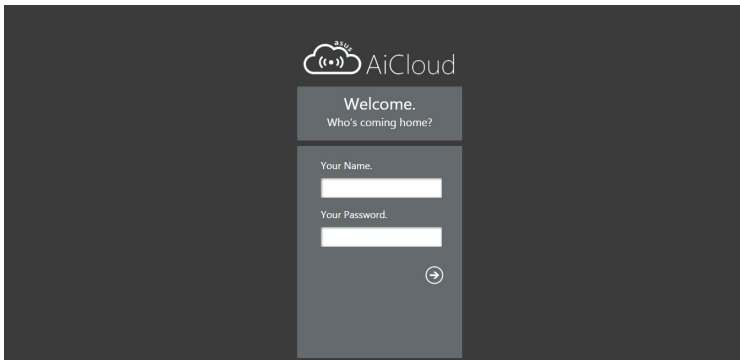 asus
AiCloud
Welcome.
Who's coming home?
Your Name.
Your Password.